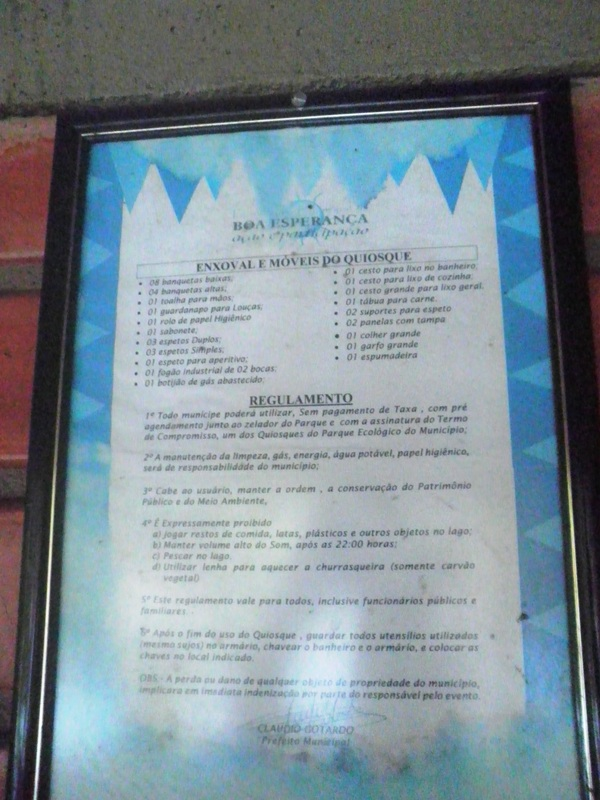 BOA ESPERANÇA
ação e participação
ENXOVAL E MÓVEIS DO QUIOSQUE
• 08 banquetas baixas;
• 04 banquetas altas;
• 01 toalha para mãos;
• 01 guardanapo para Louças;
• 01 rolo de papel Higiênico
• 01 sabonete;
• 03 espetos Duplos;
• 03 espetos Simples;
• 01 espeto para aperitivo;
• 01 fogão industrial de 02 bocas;
• 01 botijão de gás abastecido;
• 01 cesto para lixo no banheiro;
• 01 cesto para lixo de cozinha;
• 01 cesto grande para lixo geral.
• 01 tábua para carne.
• 02 suportes para espeto
• 02 panelas com tampa
• 01 colher grande
• 01 garfo grande
• 01 espumadeira
REGULAMENTO
1º Todo munícipe poderá utilizar, Sem pagamento de Taxa , com pré
agendamento junto ao zelador do Parque e com a assinatura do Termo
de Compromisso, um dos Quiosques do Parque Ecológico do Município;
2º A manutenção da limpeza, gás, energia, água potável, papel higiênico,
será de responsabilidade do município;
3º Cabe ao usuário, manter a ordem , a conservação do Patrimônio
Público e do Meio Ambiente,
4º É Expressamente proibido
a) Jogar restos de comida, latas, plásticos e outros objetos no lago;
b) Manter volume alto do Som, após as 22:00 horas;
c) Pescar no lago.
d) Utilizar lenha para aquecer a churrasqueira (somente carvão
vegetal)
5º Este regulamento vale para todos, inclusive funcionários públicos e
familiares .
6º Após o fim do uso do Quiosque , guardar todos utensílios utilizados
(mesmo sujos) no armário, chavear o banheiro e o armário, e colocar as
chaves no local indicado.
OBS.- A perda ou dano de qualquer objeto de propriedade do município,
implicara em imediata indenização por parte do responsável pelo evento.
CLAUDIO GOTARDO
Prefeito Municipal